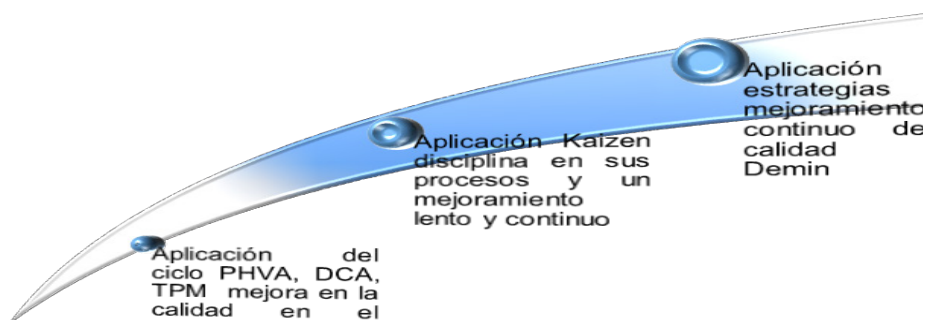 Aplicación del
ciclo PHVA, DCA,
TPM mejora en la
calidad en el
Aplicación Kaizen
disciplina en sus
procesos y un
mejoramiento
lento y continuo
Aplicación
estrategias
mejoramiento
continuo de
calidad
Demin